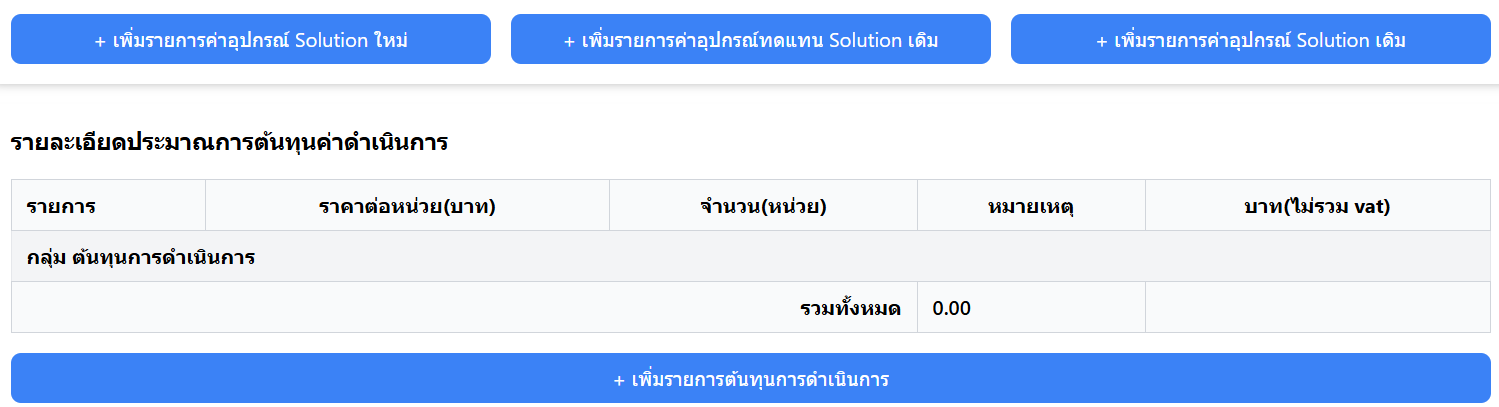 + เพิ่มรายการค่าอุปกรณ์ Solution ใหม่
+ เพิ่มรายการค่าอุปกรณ์ทดแทน Solution เดิม
+ เพิ่มรายการค่าอุปกรณ์ Solution เดิม
รายละเอียดประมาณการต้นทุนค่าดำเนินการ
รายการ ราคาต่อหน่วย(บาท) จำนวน(หน่วย) หมายเหตุ บาท(ไม่รวม vat)
กลุ่ม ต้นทุนการดำเนินการ
รวมทั้งหมด 0.00
+ เพิ่มรายการต้นทุนการดำเนินการ